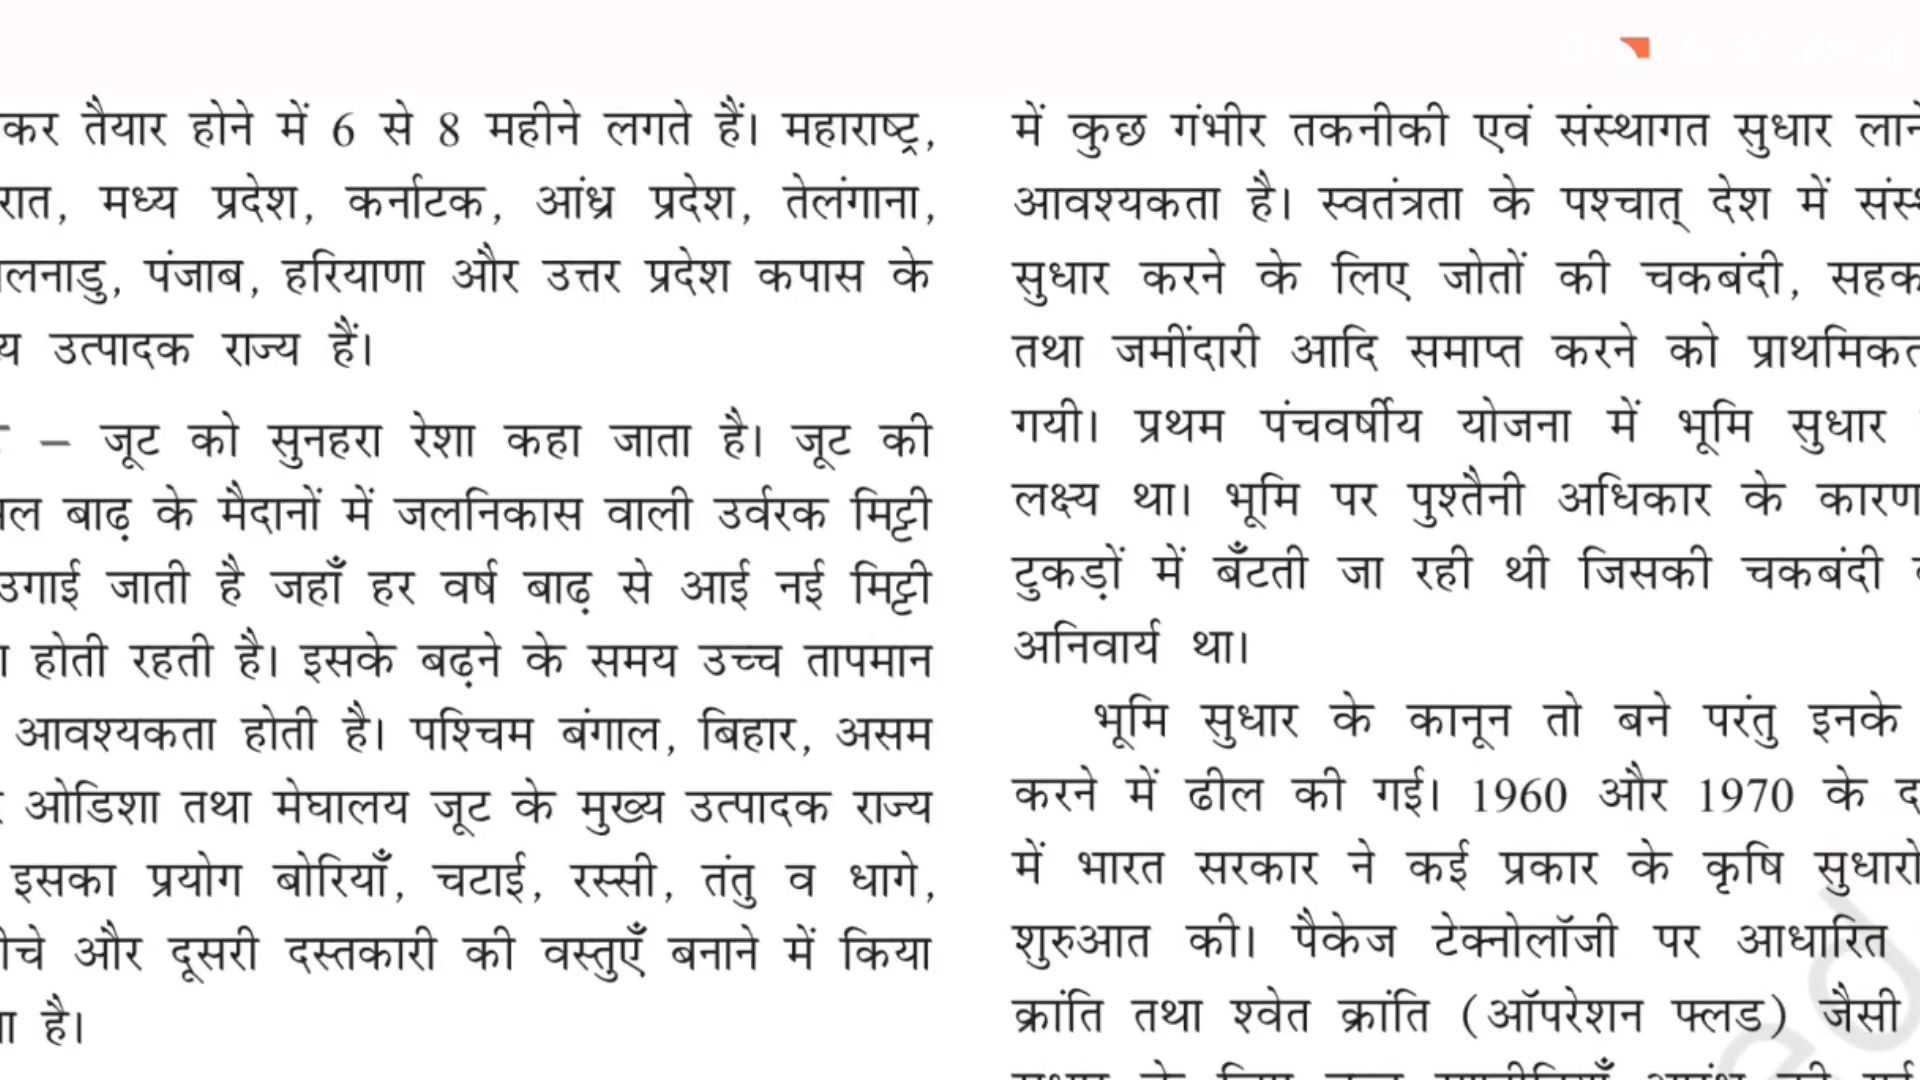 कर तैयार होने में 6 से 8 महीने लगते हैं। महाराष्ट्र,
मध्य प्रदेश, कर्नाटक, आंध्र प्रदेश, तेलंगाना,
पंजाब, हरियाणा और उत्तर प्रदेश कपास के
उत्पादक राज्य हैं।
– जूट को सुनहरा रेशा कहा जाता है। जूट की
बाढ़ के मैदानों में जलनिकास वाली उर्वरक मिट्टी
उगाई जाती है जहाँ हर वर्ष बाढ़ से आई नई मिट्टी
होती रहती है। इसके बढ़ने के समय उच्च तापमान
आवश्यकता होती है। पश्चिम बंगाल, बिहार, असम
ओडिशा तथा मेघालय जूट के मुख्य उत्पादक राज्य
इसका प्रयोग बोरियाँ, चटाई, रस्सी, तंतु व धागे,
और दूसरी दस्तकारी की वस्तुएँ बनाने में किया
है।
में कुछ गंभीर तकनीकी एवं संस्थागत सुधार लाने
आवश्यकता है। स्वतंत्रता के पश्चात् देश में
सुधार करने के लिए जोतों की चकबंदी,
तथा जमींदारी आदि समाप्त करने को
गयी। प्रथम पंचवर्षीय योजना में भूमि सुधार
लक्ष्य था। भूमि पर पुश्तैनी अधिकार के कारण
टुकड़ों में बँटती जा रही थी जिसकी चकबंदी
अनिवार्य था।
भूमि सुधार के कानून तो बने परंतु इनके
करने में ढील की गई। 1960 और 1970 के
में भारत सरकार ने कई प्रकार के कृषि
शुरुआत की। पैकेज टेक्नोलॉजी पर आधारित
क्रांति तथा श्वेत क्रांति (ऑपरेशन फ्लड) जैसी